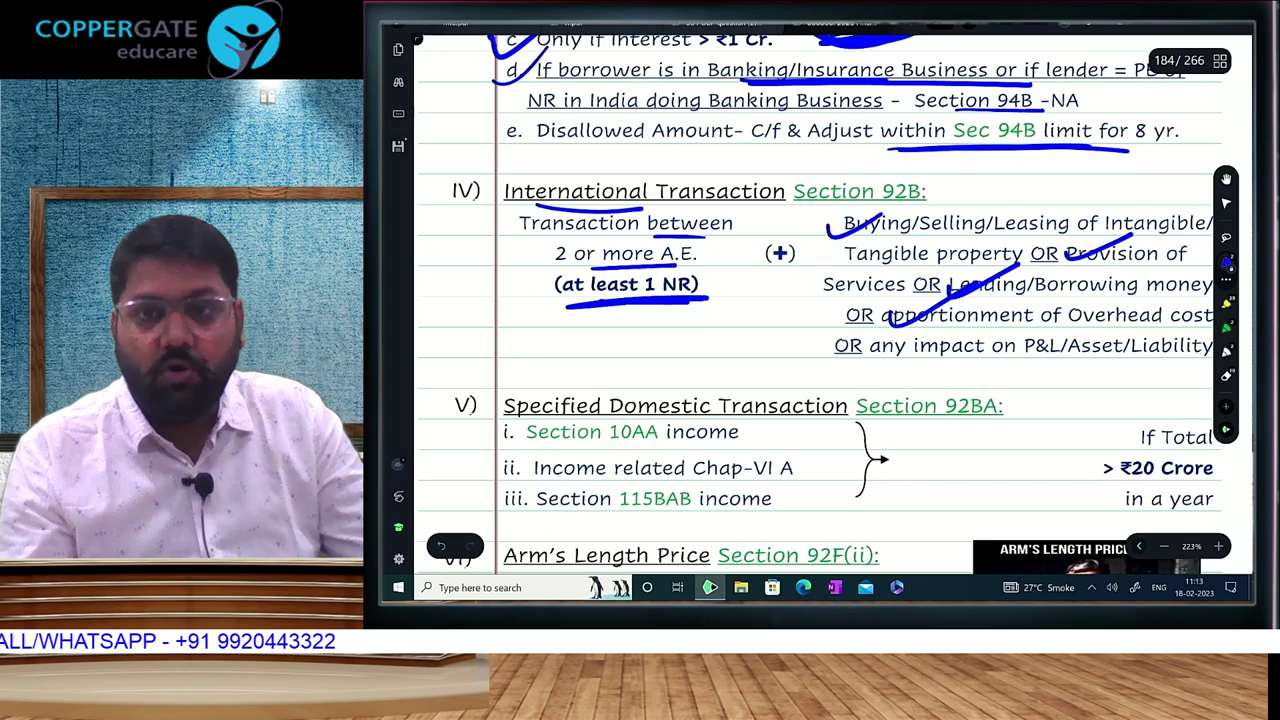 COPPERGATE
educare
c. Only if Interest > ₹1 Cr.
184 / 266
d. If borrower is in Banking/Insurance Business or if lender = PE of
NR in India doing Banking Business - Section 94B -NA
e. Disallowed Amount- C/f & Adjust within Sec 94B limit for 8 yr.
IV) International Transaction Section 92B:
Transaction between
2 or more A.E.
(at least 1 NR)
(+)
Buying/Selling/Leasing of Intangible/
Tangible property OR Provision of
Services OR Lending/Borrowing money
OR apportionment of Overhead cost
OR any impact on P&L/Asset/Liability
V) Specified Domestic Transaction Section 92BA:
i. Section 10AA income
ii. Income related Chap-VI A
iii. Section 115BAB income
If Total
> ₹20 Crore
in a year
Arm's Length Price Section 92F(ii):
ARM'S LENGTH PRIC
223%
Type here to search
27°C Smoke
ENG
11:13
18-02-2023
ALL/WHATSAPP - +91 9920443322